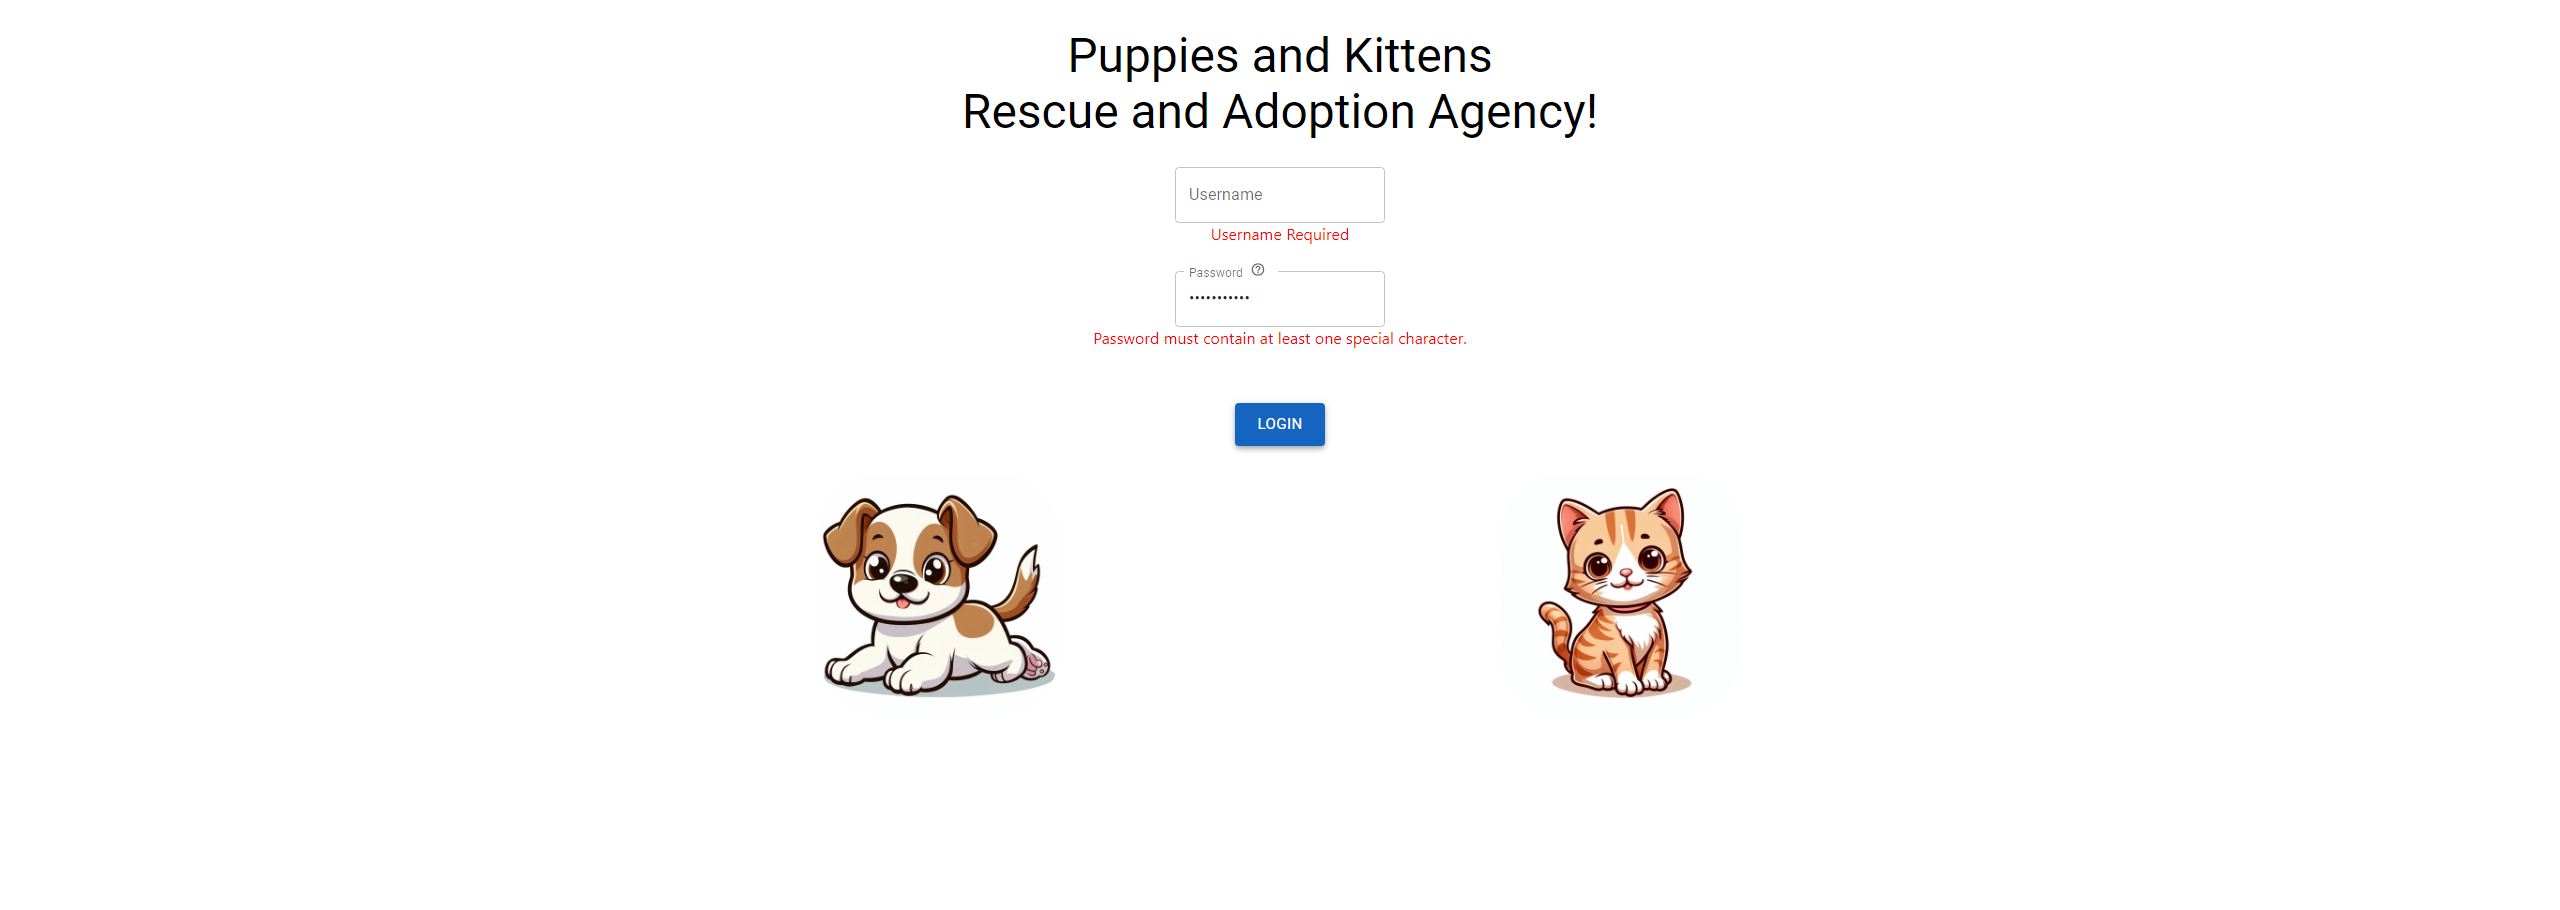 Puppies and Kittens
Rescue and Adoption Agency!
Username
Username Required
Password
•••••••••••
Password must contain at least one special character.
LOGIN